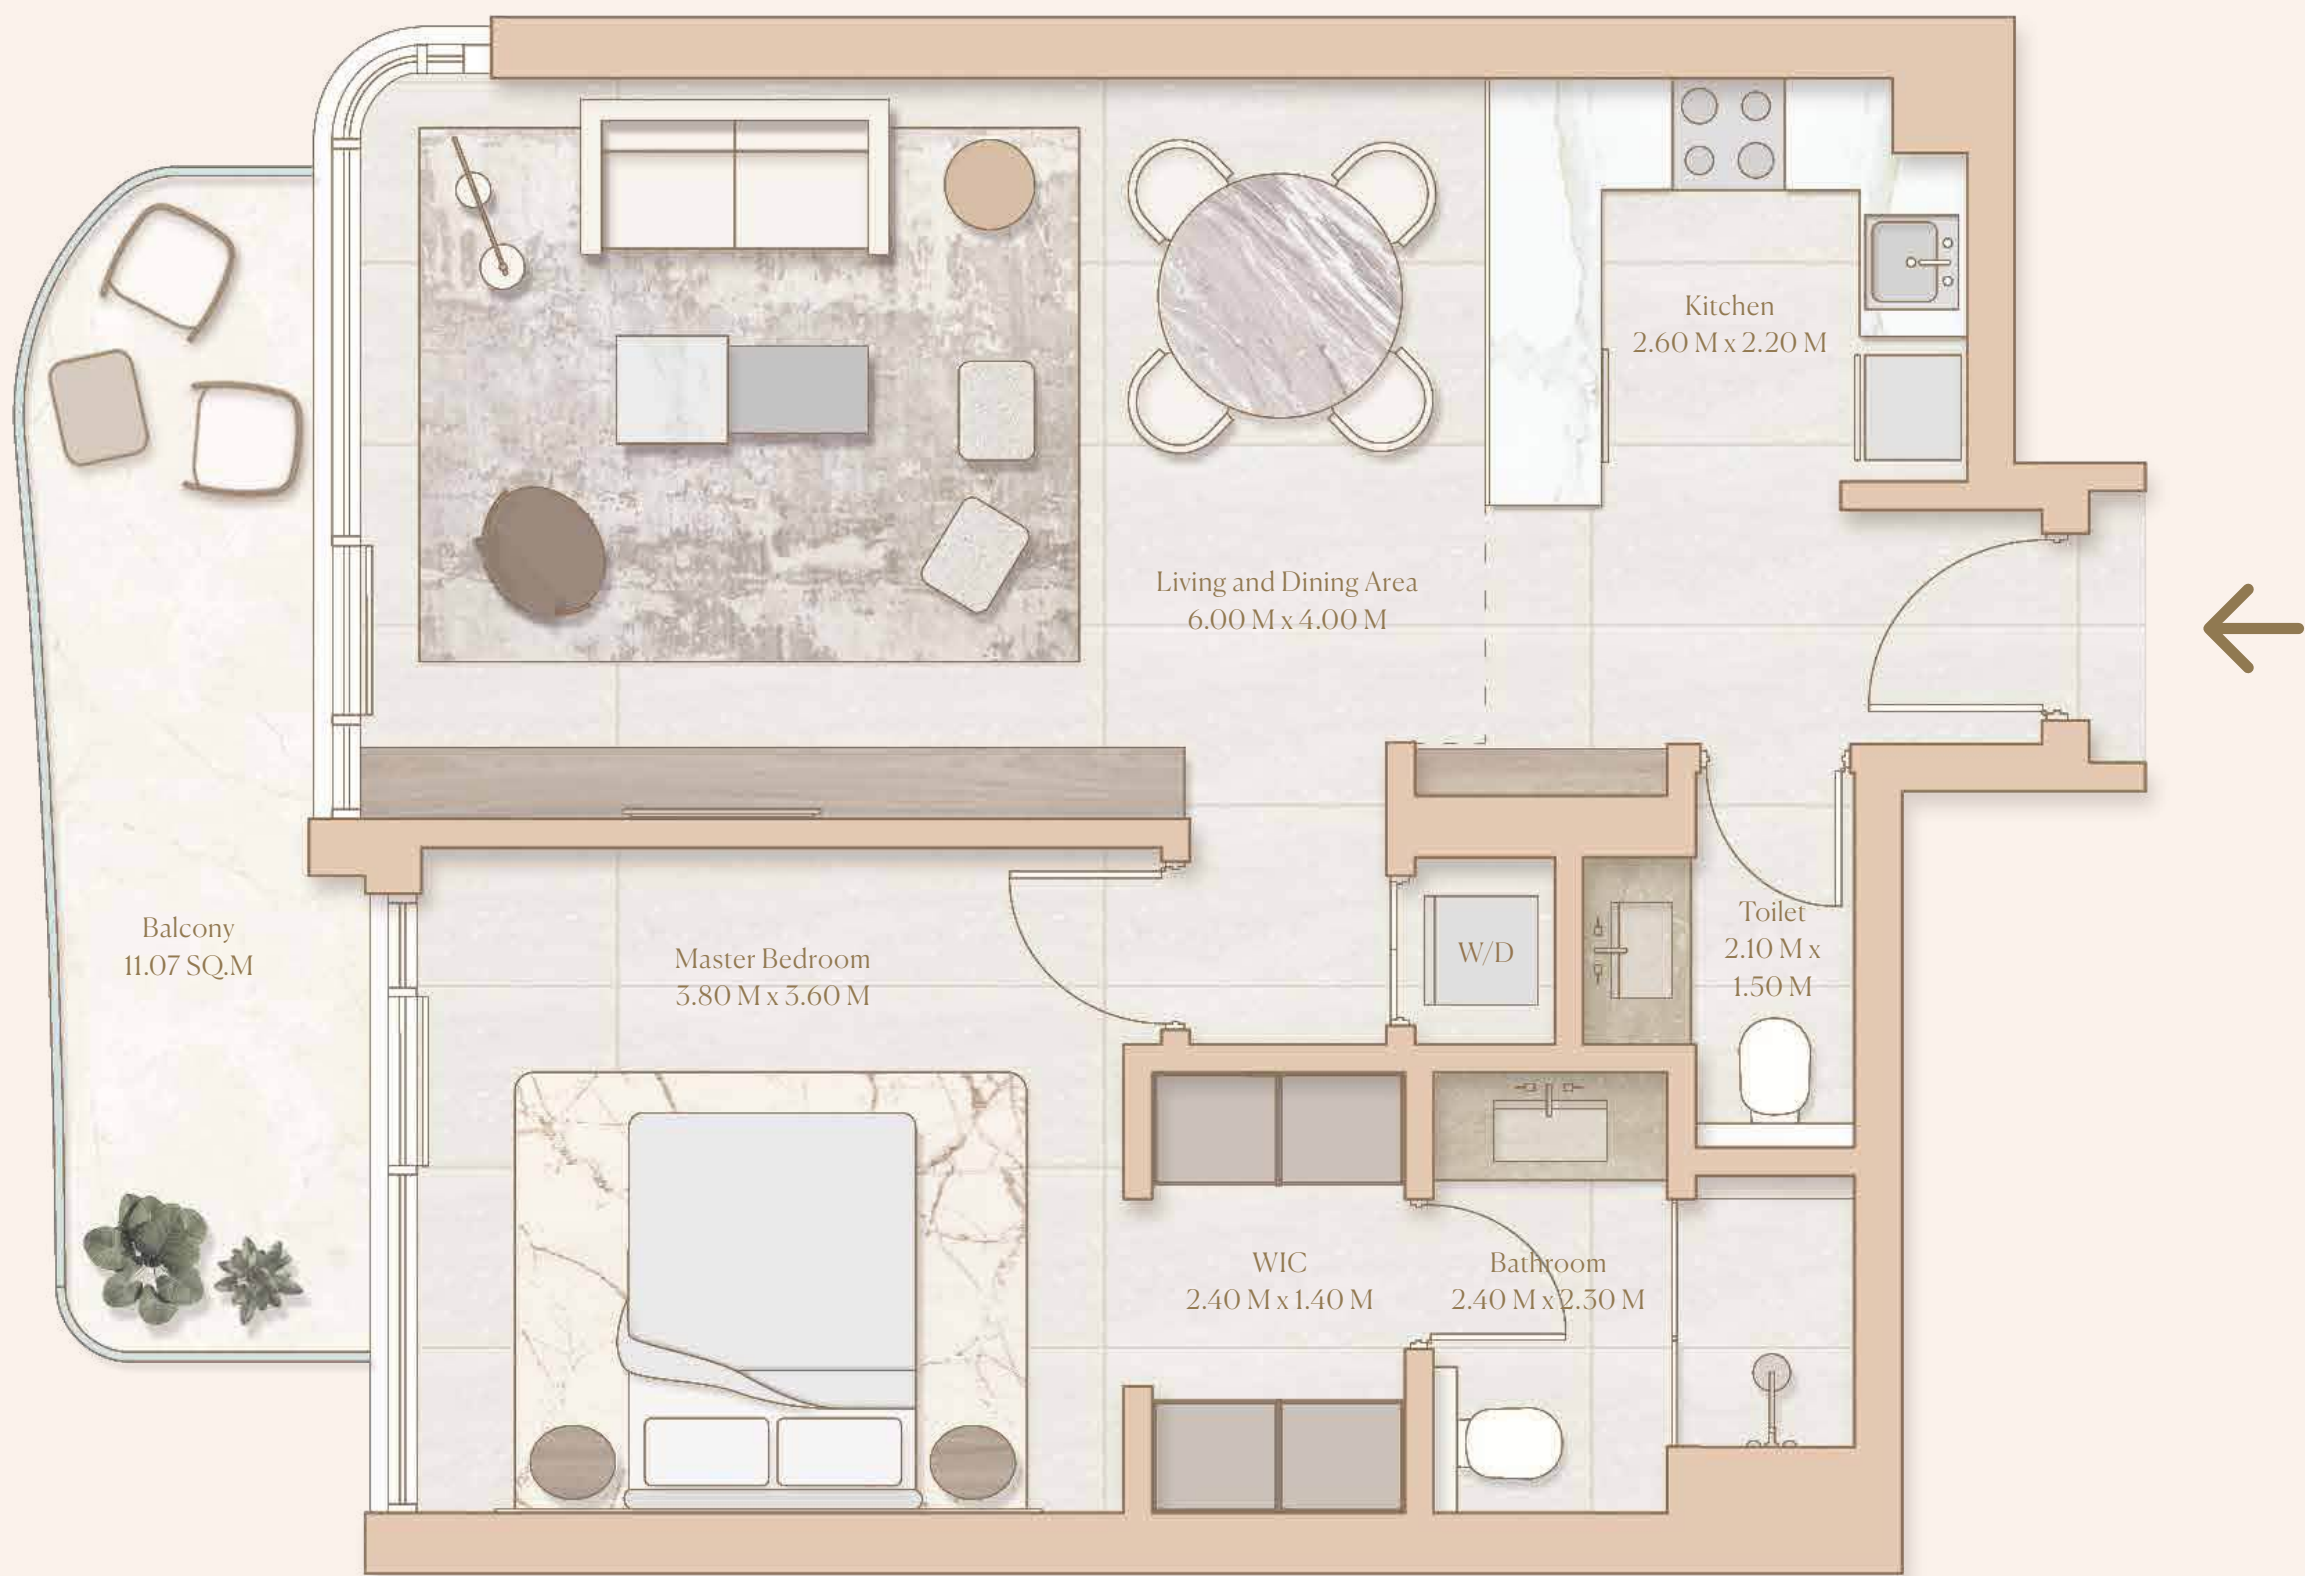 Kitchen
2.60 M x 2.20 M
Living and Dining Area
6.00 M x 4.00 M
Balcony
11.07 SQ.M
Master Bedroom
3.80 M x 3.60 M
W/D
Toilet
2.10 M x
1.50 M
WIC
2.40 M x 1.40 M
Bathroom
2.40 M x 2.30 M